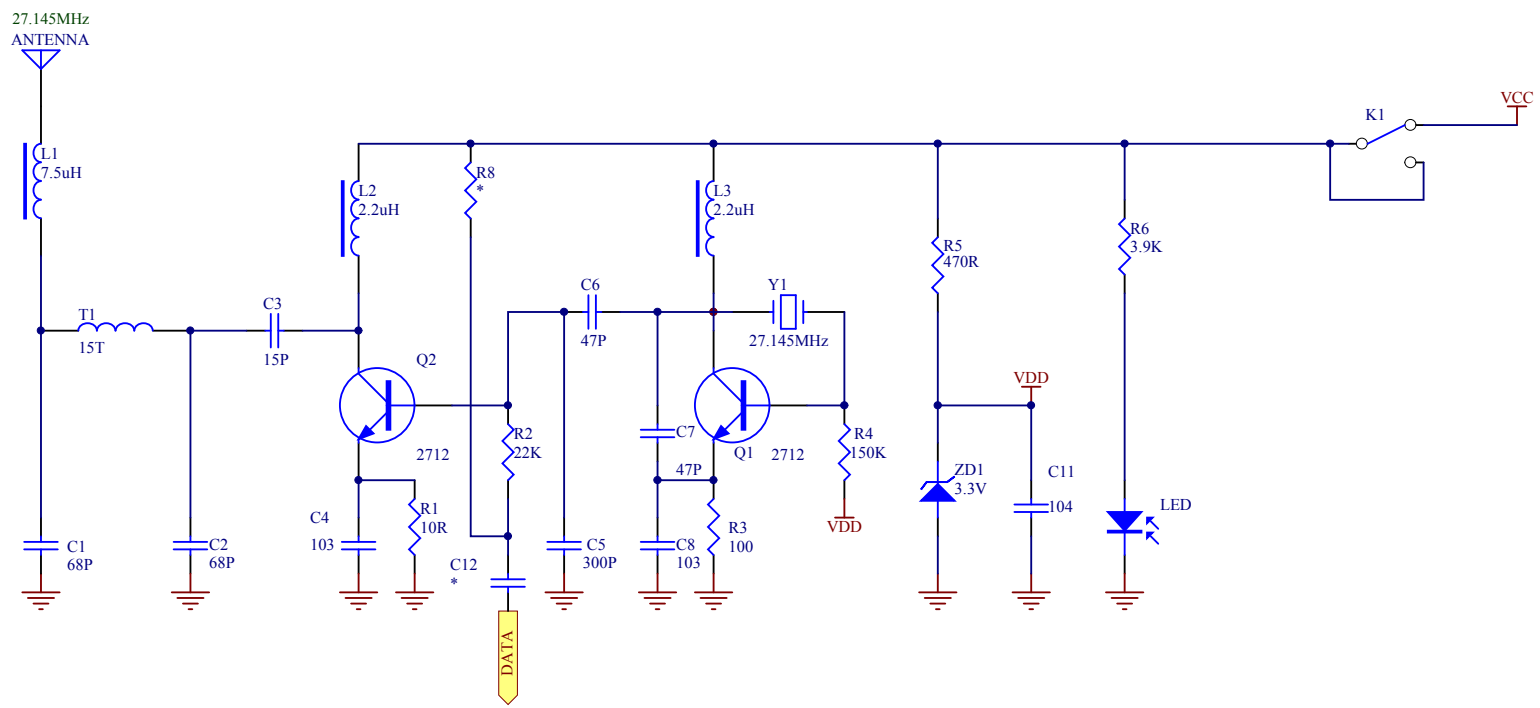 27.145MHz
ANTENNA
VCC
K1
L1
7.5uH
R8
*
L2
2.2uH
L3
2.2uH
R6
3.9K
R5
470R
C6
47P
Y1
27.145MHz
T1
15T
C3
15P
Q2
2712
VDD
R2
22K
C7
47P
Q1
2712
R4
150K
VDD
ZD1
3.3V
C11
104
LED
C4
103
R1
10R
R3
100
C1
68P
C2
68P
C12
*
C5
300P
C8
103
DATA